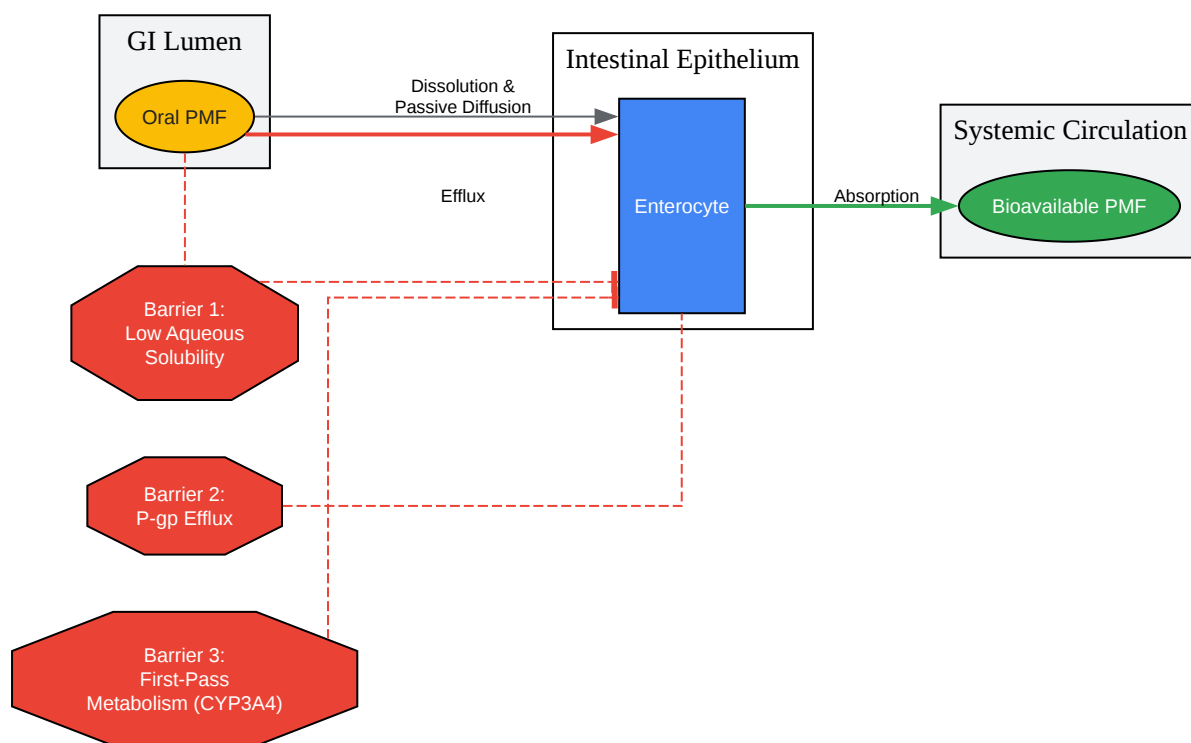 GI Lumen
Oral PMF
Dissolution &
Passive Diffusion
Efflux
Intestinal Epithelium
Enterocyte
Absorption
Systemic Circulation
Bioavailable PMF
Barrier 1:
Low Aqueous
Solubility
Barrier 2:
P-gp Efflux
Barrier 3:
First-Pass
Metabolism (CYP3A4)